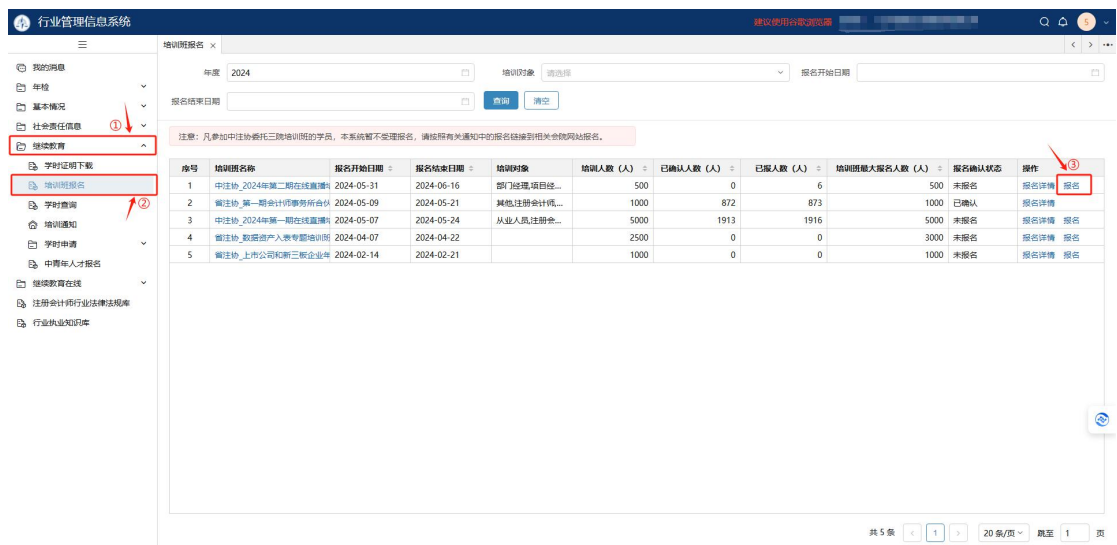 行业管理信息系统
建议使用谷歌浏览器
S
培训班报名 ×
我的消息
年检
基本情况
社会责任信息
①
继续教育
学时证明下载
培训班报名
②
学时查询
培训通知
学时申请
中青年人才报名
继续教育在线
注册会计师行业法律法规库
行业执业知识库
年度 2024 培训对象 请选择 报名开始日期
报名结束日期 查询 清空
注意：凡参加中注协委托三院培训班的学员，本系统暂不受理报名，请按照有关通知中的报名链接到相关会院网站报名。
③
序号 培训班名称 报名开始日期 报名结束日期 培训对象 培训人数（人） 已确认人数（人） 已报人数（人） 培训班最大报名人数（人） 报名确认状态 操作
1 中注协_2024年第二期在线直播 2024-05-31 2024-06-16 部门经理,项目经... 500 0 6 500 未报名 报名详情 报名
2 省注协_第一期会计师事务所合伙 2024-05-09 2024-05-21 其他,注册会计师,... 1000 872 873 1000 已确认 报名详情
3 中注协_2024年第一期在线直播 2024-05-07 2024-05-24 从业人员,注册会... 5000 1913 1916 5000 未报名 报名详情 报名
4 省注协_数据资产入表专题培训班 2024-04-07 2024-04-22 2500 0 0 3000 未报名 报名详情 报名
5 省注协_上市公司和新三板企业年 2024-02-14 2024-02-21 1000 0 0 1000 未报名 报名详情 报名
共 5 条 1 20 条/页 跳至 1 页